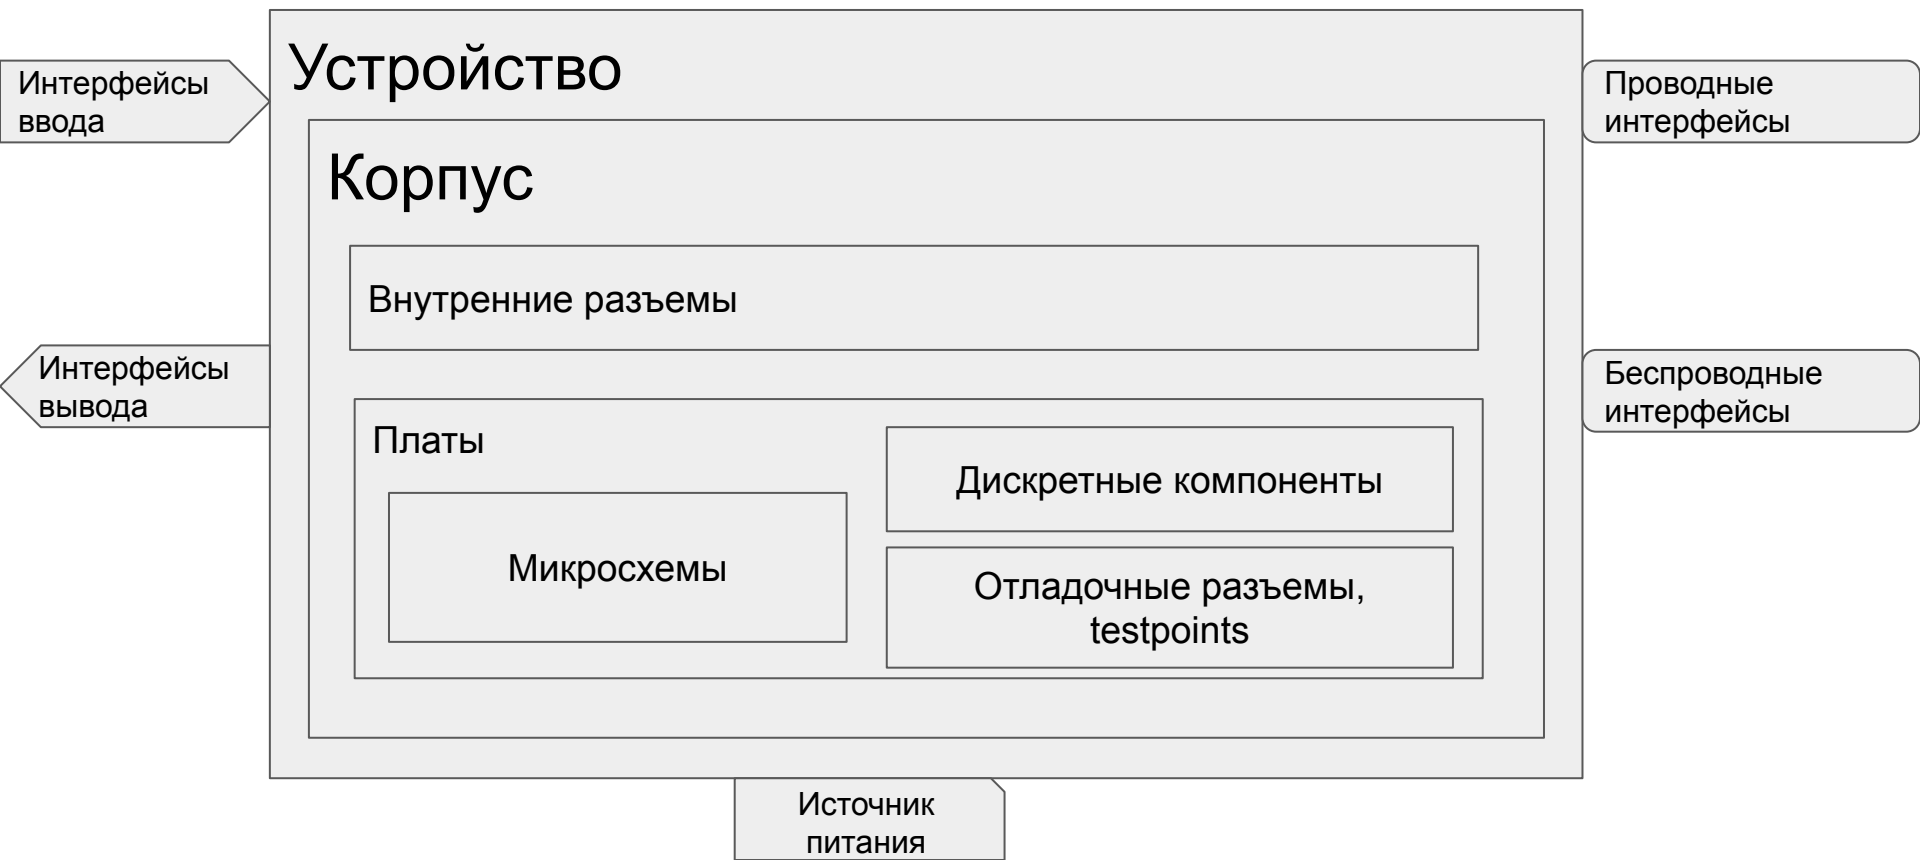 Устройство
Интерфейсы
ввода
Проводные
интерфейсы
Корпус
Внутренние разъемы
Интерфейсы
вывода
Беспроводные
интерфейсы
Платы
Дискретные компоненты
Микросхемы
Отладочные разъемы,
testpoints
Источник
питания